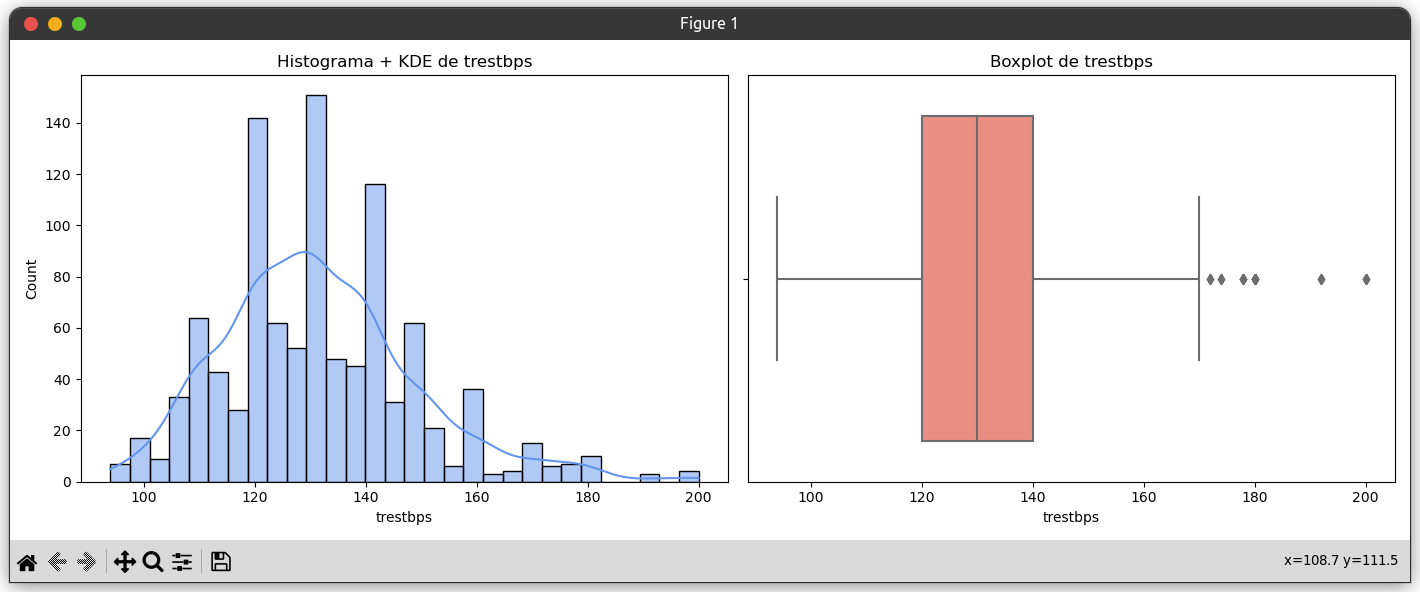 Figure 1
Histograma + KDE de trestbps
Count
0
20
40
60
80
100
120
140
100 120 140 160 180 200
trestbps
Boxplot de trestbps
100 120 140 160 180 200
trestbps
x=108.7 y=111.5